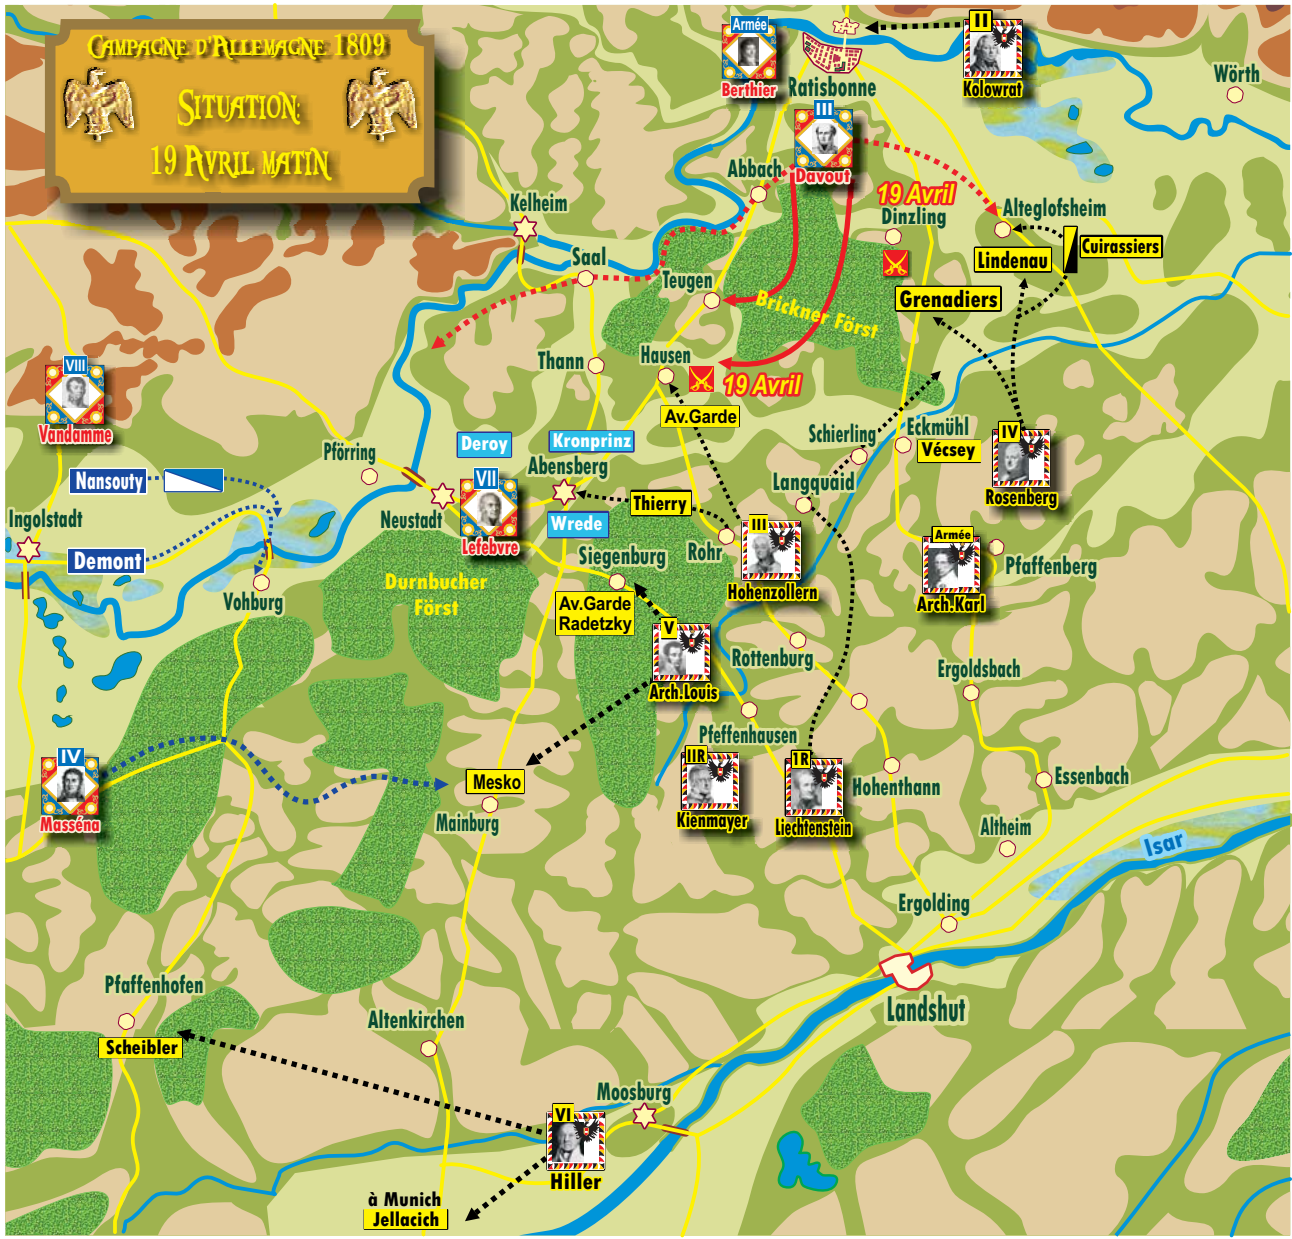 CAMPAGNE D'ALLEMAGNE 1809
SITUATION:
19 AVRIL MATIN
Armée
Berthier
Ratisbonne
II
Kolowrat
Wörth
III
Davout
Abbach
19 Avril
Dinzling
Alteglofsheim
Kelheim
Lindenau
Cuirassiers
Saal
Teugen
Brickner Först
Grenadiers
Thann
Hausen
19 Avril
VIII
Vandamme
Av.Garde
Schierling
Eckmühl
Vécsey
IV
Rosenberg
Deroy
Kronprinz
Pförring
Abensberg
Nansouty
VII
Lefebvre
Neustadt
Thierry
Langquaid
Wrede
Ingolstadt
Demont
Siegenburg
Rohr
III
Hohenzollern
Armée
Arch.Karl
Pfaffenberg
Vohburg
Durnbucher
Först
Av.Garde
Radetzky
V
Arch.Louis
Rottenburg
Ergoldsbach
Pfeffenhausen
IV
Masséna
Mesko
Mainburg
IIR
Kienmayer
1R
Liechtenstein
Hohenthann
Essenbach
Altheim
Isar
Ergolding
Landshut
Pfaffenhofen
Scheibler
Altenkirchen
Moosburg
VI
Hiller
à Munich
Jellacich